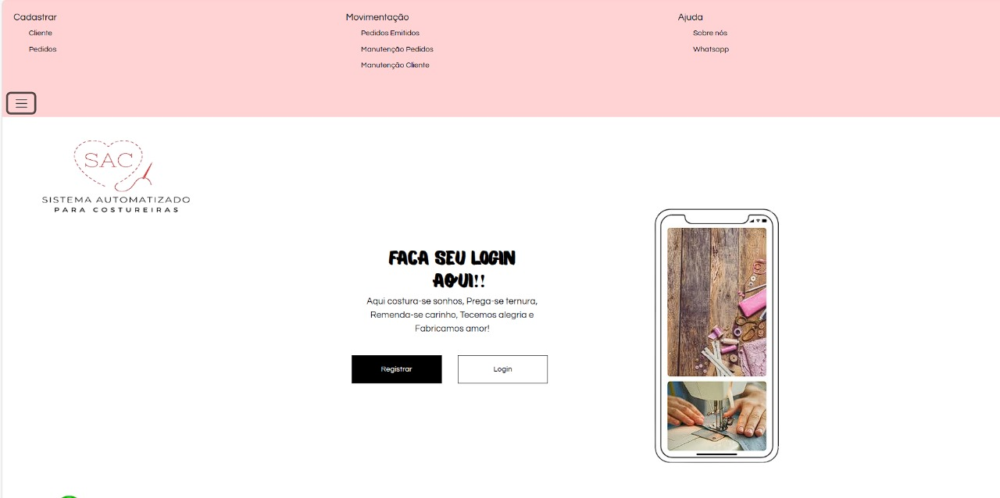 Cadastrar
Cliente
Pedidos
Movimentação
Pedidos Emitidos
Manutenção Pedidos
Manutenção Cliente
Ajuda
Sobre nós
Whatsapp
SAC
SISTEMA AUTOMATIZADO
PARA COSTUREIRAS
FACA SEU LOGIN
AQUI!!
Aqui costura-se sonhos, Prega-se ternura,
Remenda-se carinho, Tecemos alegria e
Fabricamos amor!
Registrar
Login